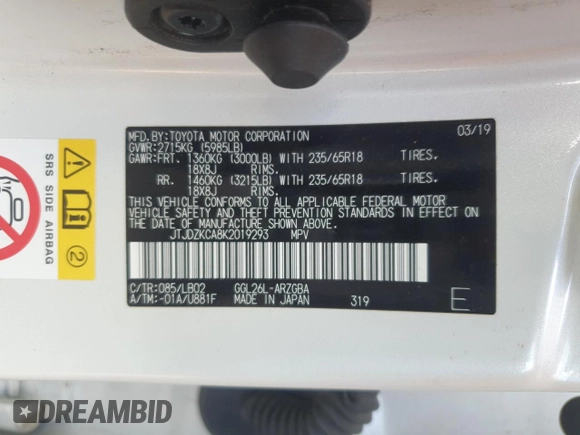 MFD.BY:TOYOTA MOTOR CORPORATION 03/19
GVWR:2715KG (5985LB)
GAWR:FRT. 1360KG (3000LB) WITH 235/65R18 TIRES.
18X8J RIMS.
RR. 1460KG (3215LB) WITH 235/65R18 TIRES.
18X8J RIMS.
THIS VEHICLE CONFORMS TO ALL APPLICABLE FEDERAL MOTOR
VEHICLE SAFETY AND THEFT PREVENTION STANDARDS IN EFFECT ON
THE DATE OF MANUFACTURE SHOWN ABOVE.
JTJDZKCA8K2019293 MPV
C/TR:085/LB02 GGL26L-ARZGBA
A/TM:-01A/U881F MADE IN JAPAN 319 E
SIDE AIRBAG
2
DREAMBID